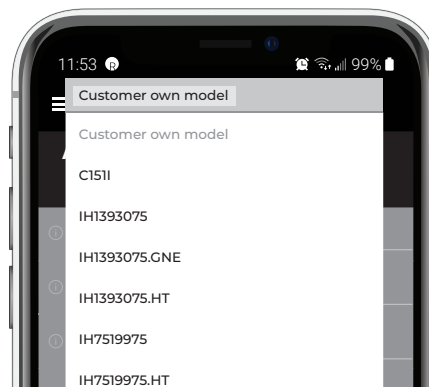 11:53 R 99%
Customer own model
Customer own model
C151I
IH1393075
IH1393075.GNE
IH1393075.HT
IH7519975
IH7519975.HT